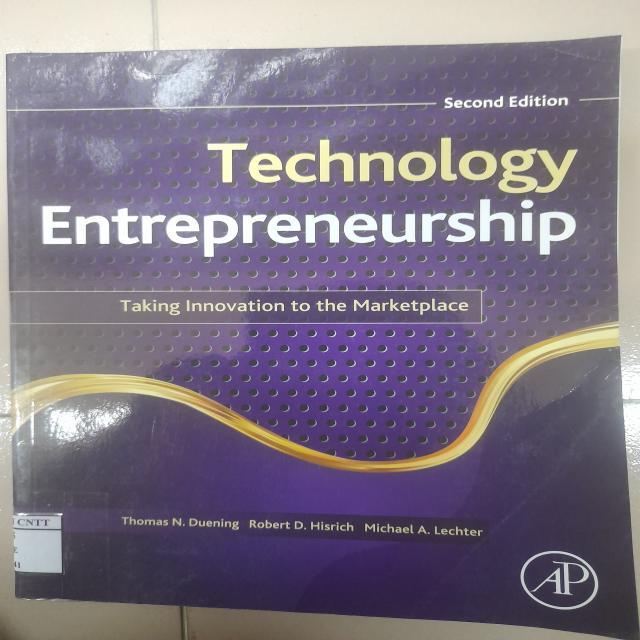 Second Edition
Technology
Entrepreneurship
Taking Innovation to the Marketplace
Thomas N. Duening Robert D. Hisrich Michael A. Lechter
CNTT
AP